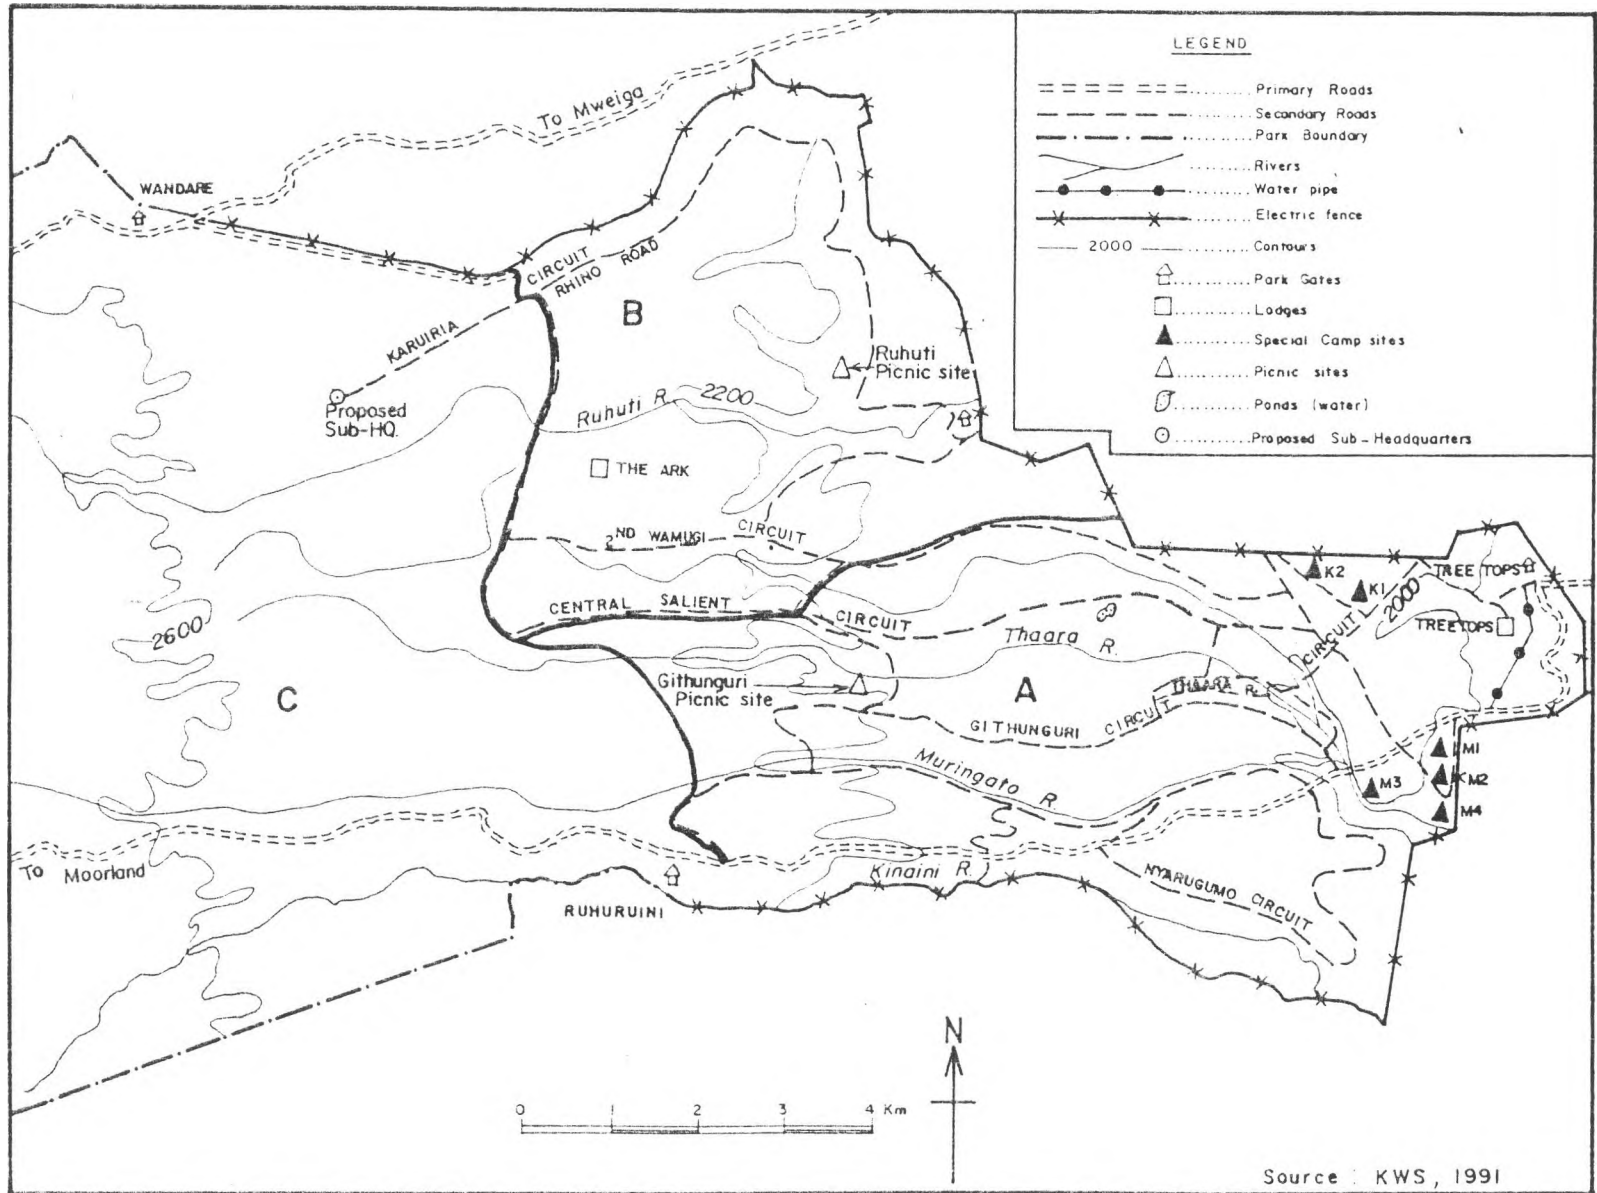 LEGEND
Primary Roads
Secondary Roads
Park Boundary
Rivers
Water pipe
Electric fence
2000 Contours
Park Gates
Lodges
Special Camp sites
Picnic sites
Ponds (water)
Proposed Sub-Headquarters
To Mweiga
WANDARE
CIRCUIT
RHINO ROAD
KARUIRIA
B
Ruhuti
Picnic site
Proposed
Sub-HQ.
Ruhuti R.
2200
THE ARK
2ND WAMUGI CIRCUIT
K2
K1
TREE TOPS
2000
CIRCUIT
TREETOPS
CENTRAL SALIENT CIRCUIT
2600
Thaara
R.
Githunguri
Picnic site
A
C
THAARA R.
GITHUNGURI CIRCUIT
Muringato R.
M1
M2
M3
M4
To Moorland
Kinaini R.
NYARUGUMO CIRCUIT
RUHURUINI
N
0 1 2 3 4 Km
Source : KWS, 1991